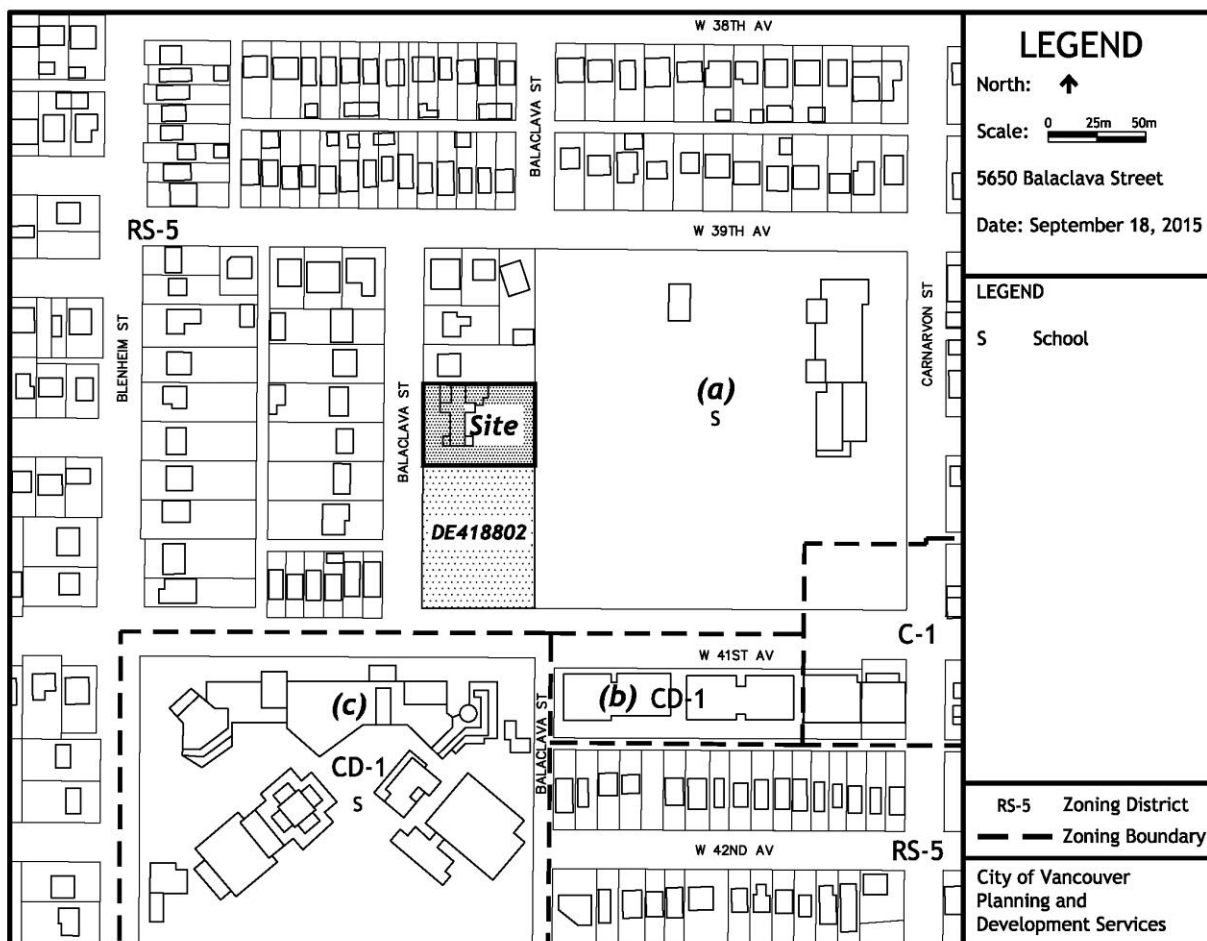 W 38TH AV
BALACLAVA ST
RS-5
W 39TH AV
BLENHEIM ST
BALACLAVA ST
CARNARVON ST
(a)
S
Site
DE418802
C-1
W 41ST AV
(b) CD-1
(c)
BALACLAVA ST
CD-1
S
W 42ND AV
RS-5
LEGEND
North:
Scale: 0 25m 50m
5650 Balaclava Street
Date: September 18, 2015
LEGEND
S School
RS-5 Zoning District
Zoning Boundary
City of Vancouver
Planning and
Development Services